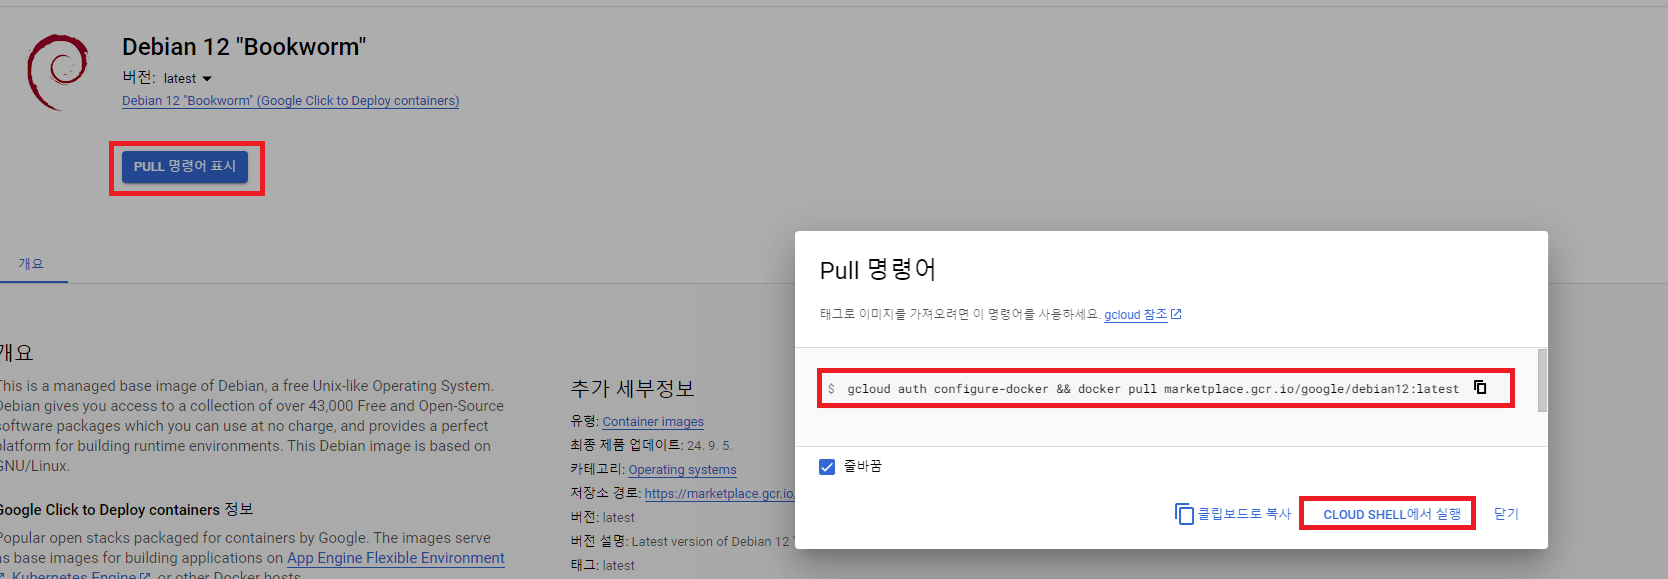 Debian 12 "Bookworm"
버전: latest
Debian 12 "Bookworm" (Google Click to Deploy containers)
PULL 명령어 표시
개요
개요
This is a managed base image of Debian, a free Unix-like Operating System.
Debian gives you access to a collection of over 43,000 Free and Open-Source
software packages which you can use at no charge, and provides a perfect
platform for building runtime environments. This Debian image is based on
GNU/Linux.
Google Click to Deploy containers 정보
Popular open stacks packaged for containers by Google. The images serve
as base images for building applications on App Engine Flexible Environment
, Kubernetes Engine , or other Docker hosts.
추가 세부정보
유형: Container images
최종 제품 업데이트: 24. 9. 5.
카테고리: Operating systems
저장소 경로: https://marketplace.gcr.io/
버전: latest
버전 설명: Latest version of Debian 12 "
태그: latest
Pull 명령어
태그로 이미지를 가져오려면 이 명령어를 사용하세요. gcloud 참조
$ gcloud auth configure-docker && docker pull marketplace.gcr.io/google/debian12:latest
줄바꿈
클립보드로 복사 CLOUD SHELL에서 실행 닫기